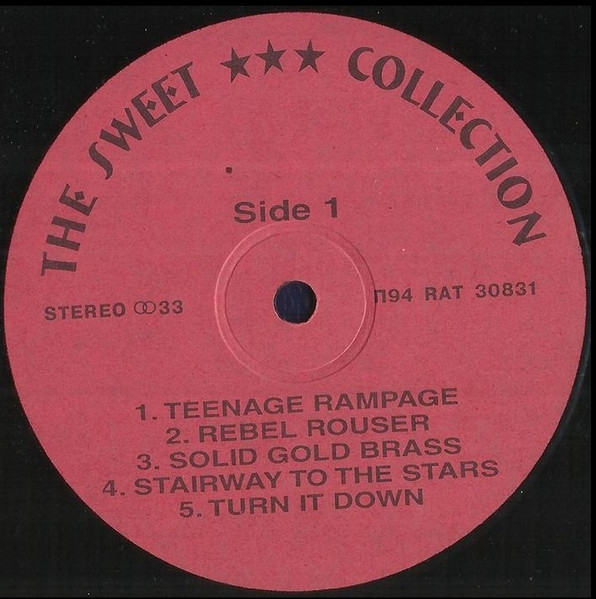 THE SWEET ★★★ COLLECTION
Side 1
STEREO 33
П94 RAT 30831
1. TEENAGE RAMPAGE
2. REBEL ROUSER
3. SOLID GOLD BRASS
4. STAIRWAY TO THE STARS
5. TURN IT DOWN